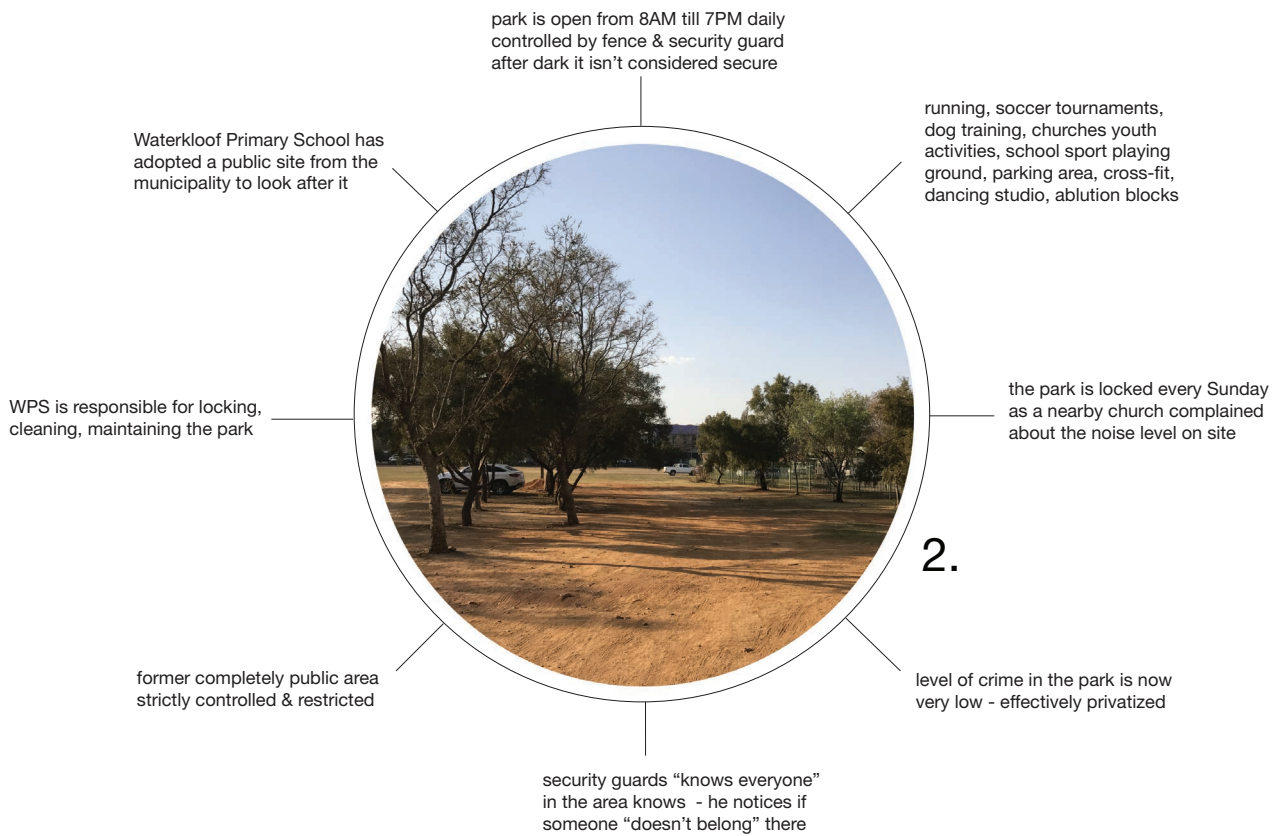 park is open from 8AM till 7PM daily
controlled by fence & security guard
after dark it isn't considered secure
running, soccer tournaments,
dog training, churches youth
activities, school sport playing
ground, parking area, cross-fit,
dancing studio, ablution blocks
Waterkloof Primary School has
adopted a public site from the
municipality to look after it
the park is locked every Sunday
as a nearby church complained
about the noise level on site
WPS is responsible for locking,
cleaning, maintaining the park
2.
former completely public area
strictly controlled & restricted
level of crime in the park is now
very low - effectively privatized
security guards “knows everyone”
in the area knows  - he notices if
someone “doesn't belong” there